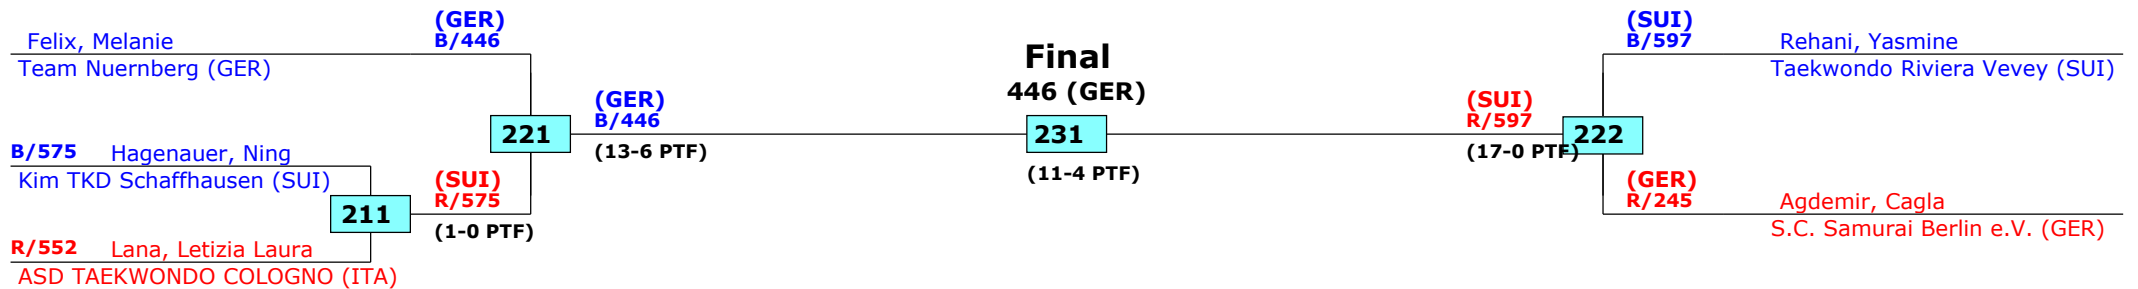 (GER)
B/446
Felix, Melanie
Team Nuernberg (GER)
B/575 Hagenauer, Ning
Kim TKD Schaffhausen (SUI)
211
R/552 Lana, Letizia Laura
ASD TAEKWONDO COLOGNO (ITA)
(SUI)
R/575
(1-0 PTF)
221
(GER)
B/446
(13-6 PTF)
Final
446 (GER)
231
(11-4 PTF)
(SUI)
R/597
(17-0 PTF)
222
(SUI)
B/597
Rehani, Yasmine
Taekwondo Riviera Vevey (SUI)
(GER)
R/245
Agdemir, Cagla
S.C. Samurai Berlin e.V. (GER)